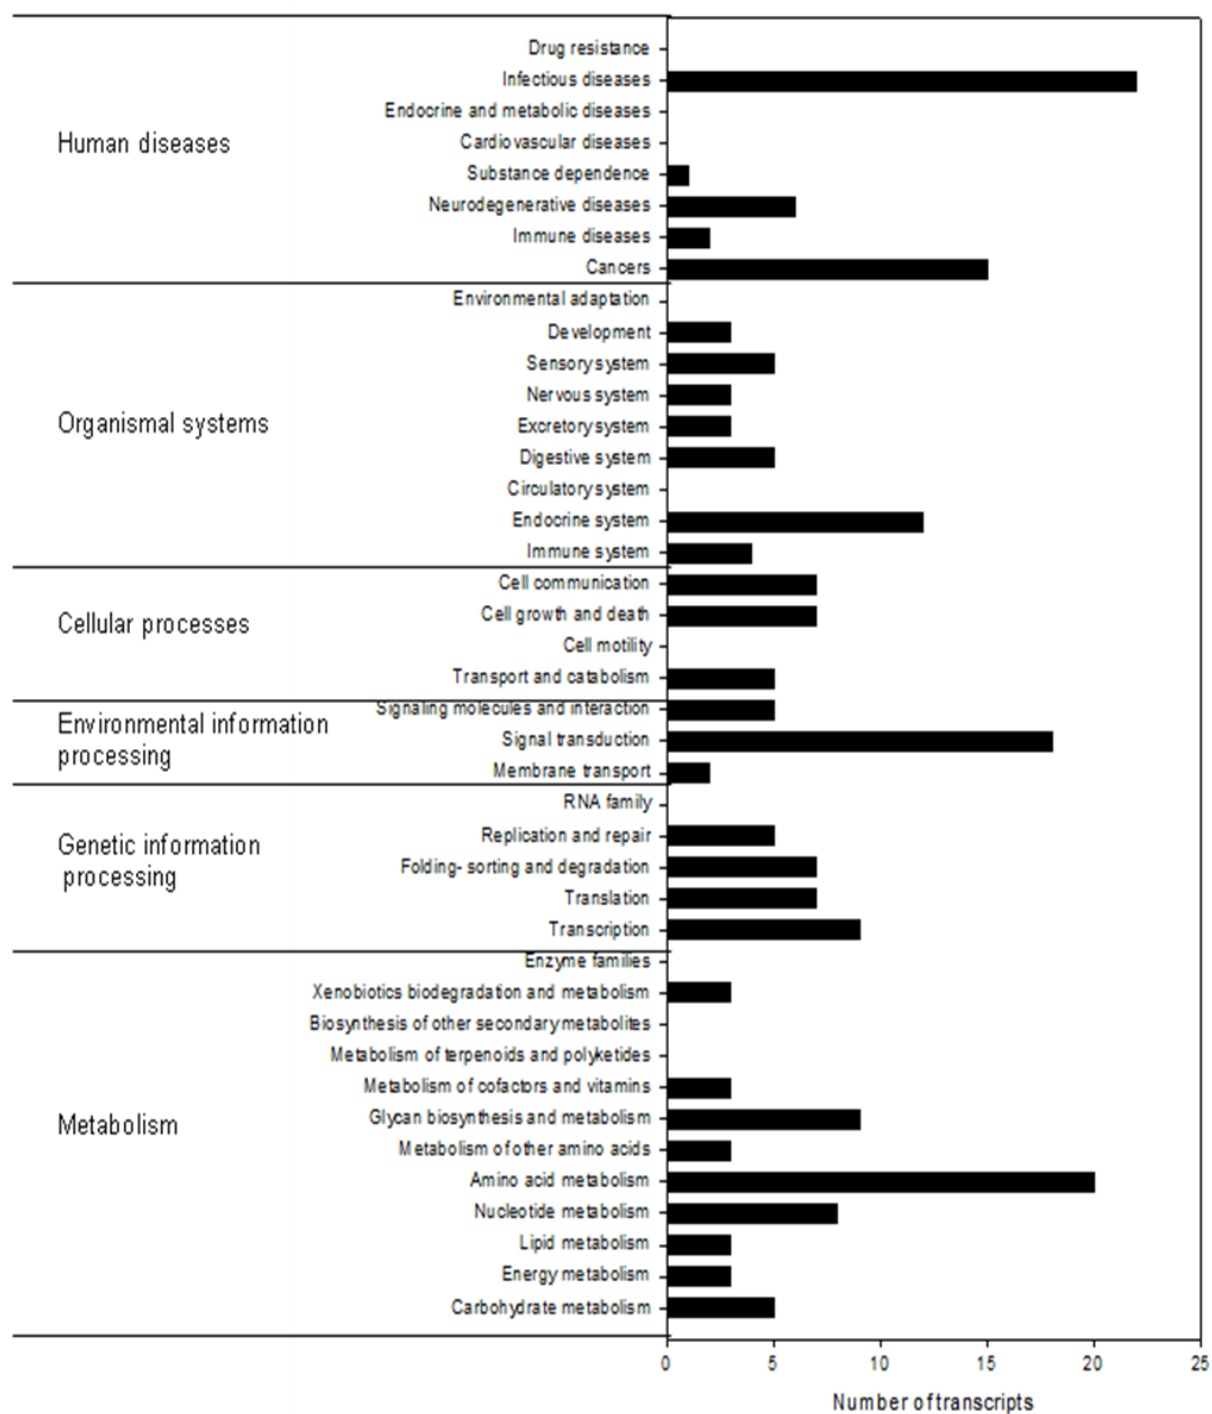 Human diseases
Drug resistance
Infectious diseases
Endocrine and metabolic diseases
Cardiovascular diseases
Substance dependence
Neurodegenerative diseases
Immune diseases
Cancers
Organismal systems
Environmental adaptation
Development
Sensory system
Nervous system
Excretory system
Digestive system
Circulatory system
Endocrine system
Immune system
Cellular processes
Cell communication
Cell growth and death
Cell motility
Transport and catabolism
Environmental information
processing
Signaling molecules and interaction
Signal transduction
Membrane transport
Genetic information
processing
RNA family
Replication and repair
Folding- sorting and degradation
Translation
Transcription
Metabolism
Enzyme families
Xenobiotics biodegradation and metabolism
Biosynthesis of other secondary metabolites
Metabolism of terpenoids and polyketides
Metabolism of cofactors and vitamins
Glycan biosynthesis and metabolism
Metabolism of other amino acids
Amino acid metabolism
Nucleotide metabolism
Lipid metabolism
Energy metabolism
Carbohydrate metabolism
0 5 10 15 20 25
Number of transcripts